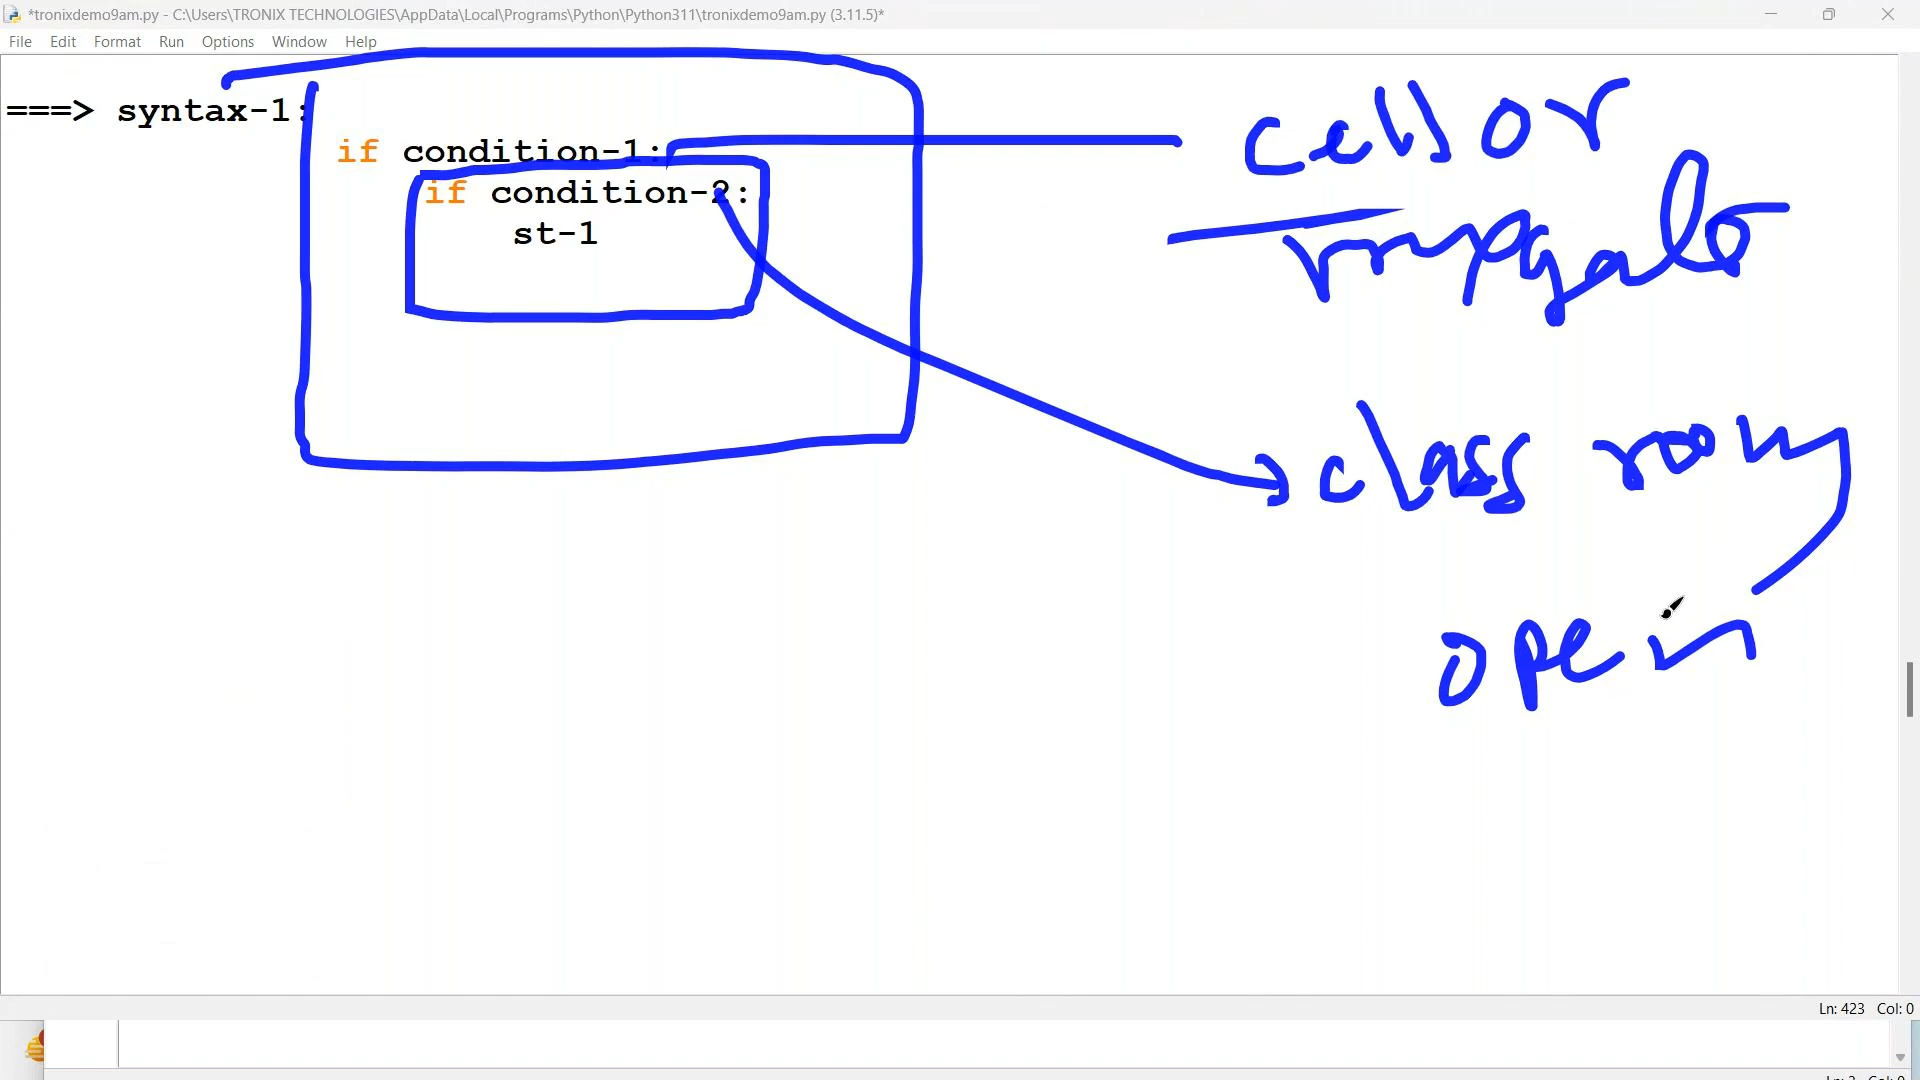 *tronixdemo9am.py - C:\Users\TRONIX TECHNOLOGIES\AppData\Local\Programs\Python\Python311\tronixdemo9am.py (3.11.5)*
File Edit Format Run Options Window Help
===> syntax-1:
if condition-1:
if condition-2:
st-1
cellor
class room
open
Ln: 423 Col: 0